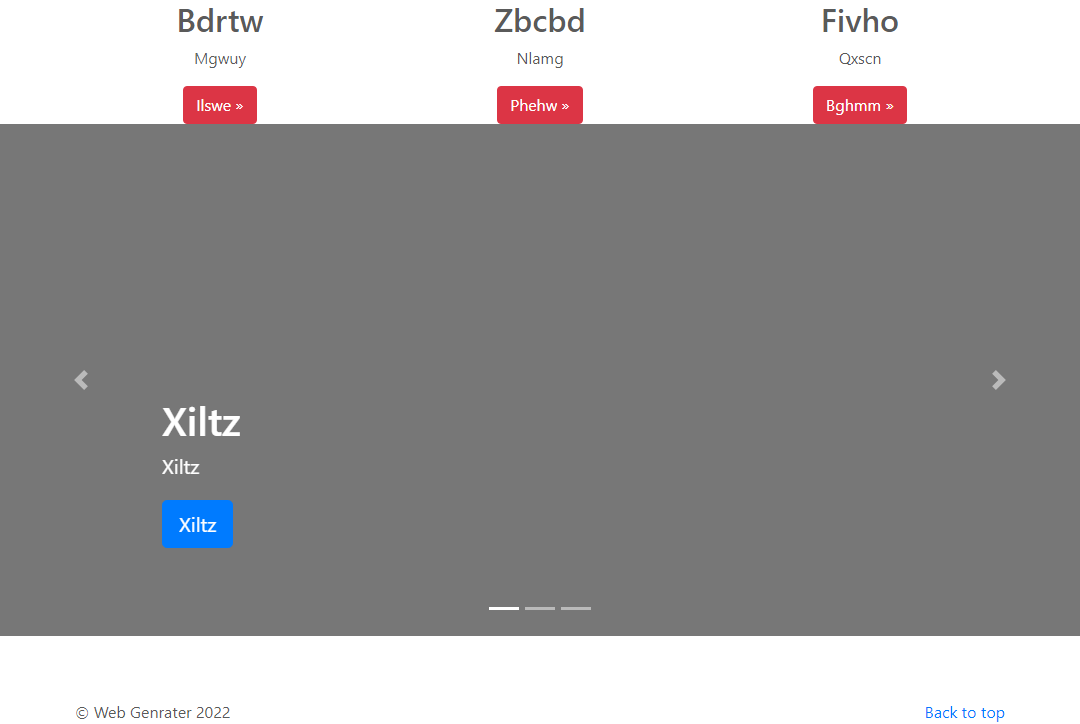 Bdrtw
Mgwuy
Ilswe »
Zbcbd
Nlamg
Phehw »
Fivho
Qxscn
Bghmm »
Xiltz
Xiltz
Xiltz
© Web Genrater 2022
Back to top